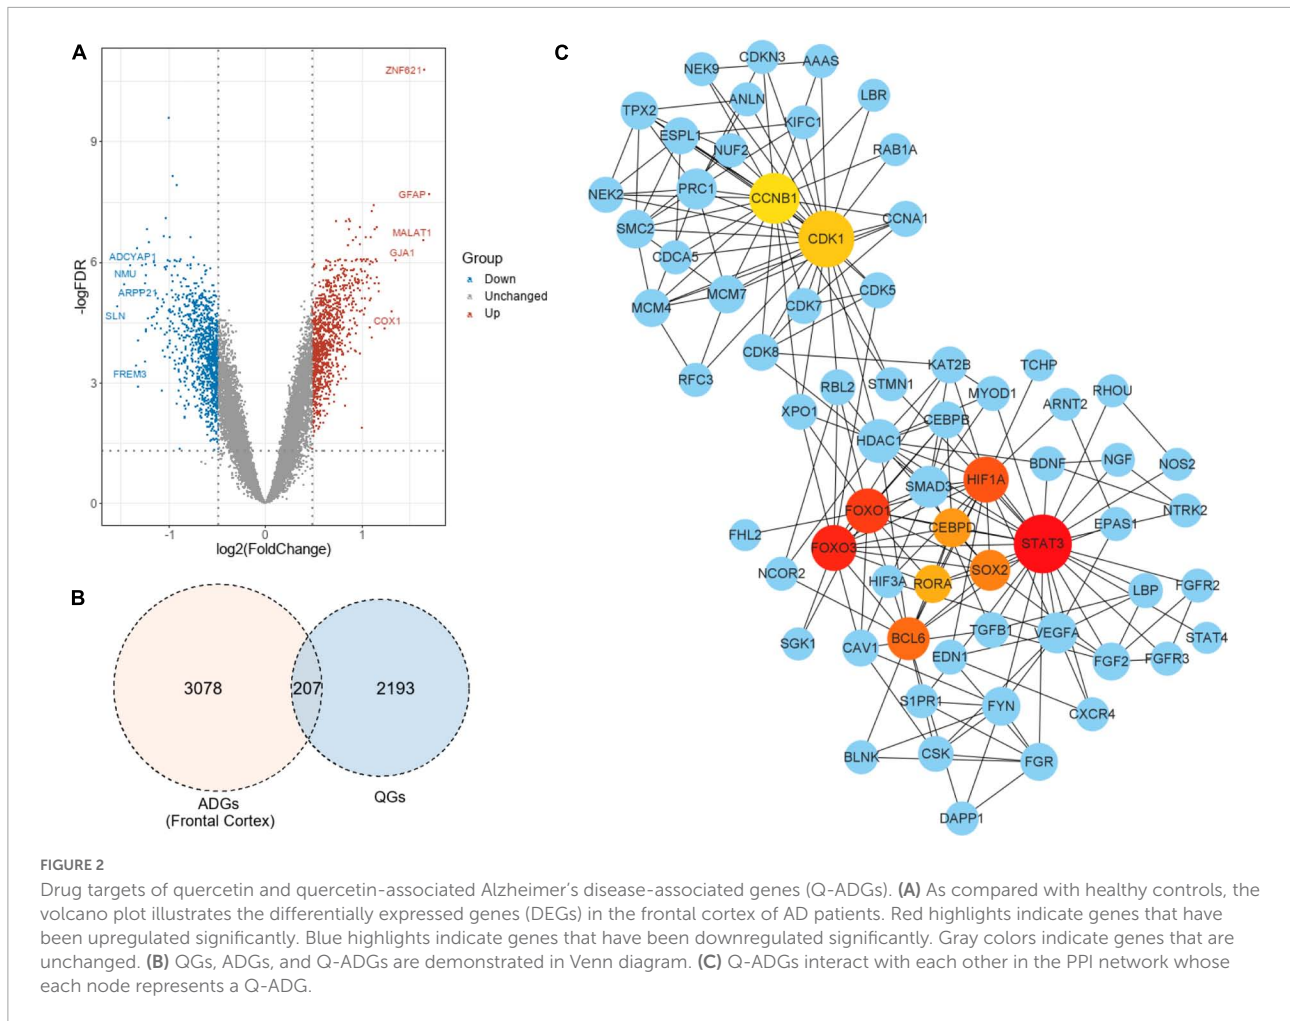 A
ZNF621
9
GFAP
MALAT1
GJA1
ADCYAP1
6
NMU
ARPP21
SLN
COX1
FREM3
3
0
-logFDR
-1
0
1
log2(FoldChange)
Group
Down
Unchanged
Up
B
3078
207
2193
ADGs
(Frontal Cortex)
QGs
C
CDKN3
AAAS
NEK9
LBR
ANLN
TPX2
KIFC1
ESPL1
NUF2
RAB1A
PRC1
NEK2
CCNB1
CCNA1
SMC2
CDK1
CDCA5
CDK5
MCM7
CDK7
MCM4
CDK8
KAT2B
TCHP
RFC3
RBL2
STMN1
MYOD1
RHOU
ARNT2
XPO1
CEBPB
HDAC1
BDNF
NGF
NOS2
HIF1A
SMAD3
FOXO1
NTRK2
CEBPD
EPAS1
FHL2
FOXO3
STAT3
NCOR2
SOX2
HIF3A
RORA
LBP
FGFR2
SGK1
BCL6
TGFB1
VEGFA
STAT4
CAV1
EDN1
FGF2
FGFR3
S1PR1
FYN
CXCR4
BLNK
CSK
FGR
DAPP1
FIGURE 2
Drug targets of quercetin and quercetin-associated Alzheimer’s disease-associated genes (Q-ADGs). (A) As compared with healthy controls, the
volcano plot illustrates the differentially expressed genes (DEGs) in the frontal cortex of AD patients. Red highlights indicate genes that have
been upregulated significantly. Blue highlights indicate genes that have been downregulated significantly. Gray colors indicate genes that are
unchanged. (B) QGs, ADGs, and Q-ADGs are demonstrated in Venn diagram. (C) Q-ADGs interact with each other in the PPI network whose
each node represents a Q-ADG.